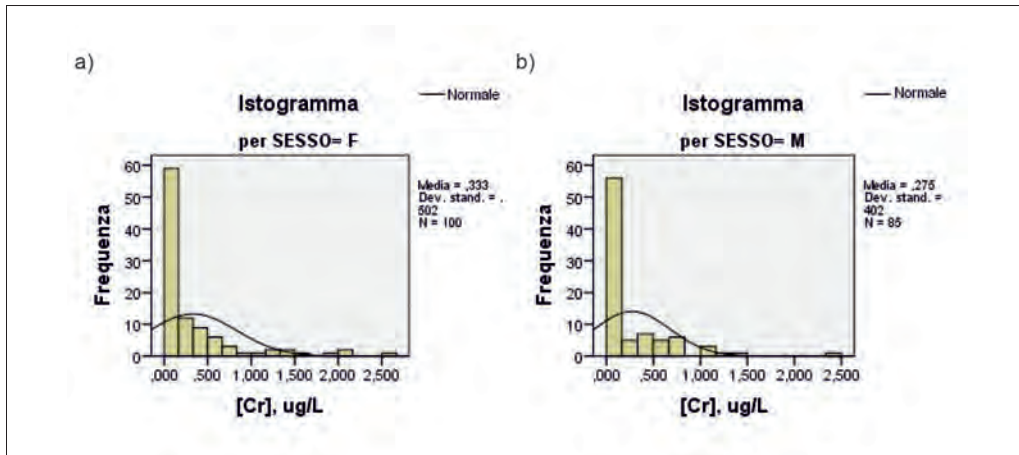 a)
Istogramma
Normale
per SESSO= F
60
50
40
30
20
10
0
Frequenza
,000 ,500 1,000 1,500 2,000 2,500
[Cr], ug/L
Media = ,333
Dev. stand. = ,
502
N = 100
b)
Istogramma
Normale
per SESSO= M
60
50
40
30
20
10
0
Frequenza
,000 ,500 1,000 1,500 2,000 2,500
[Cr], ug/L
Media = ,275
Dev. stand. =
402
N = 85